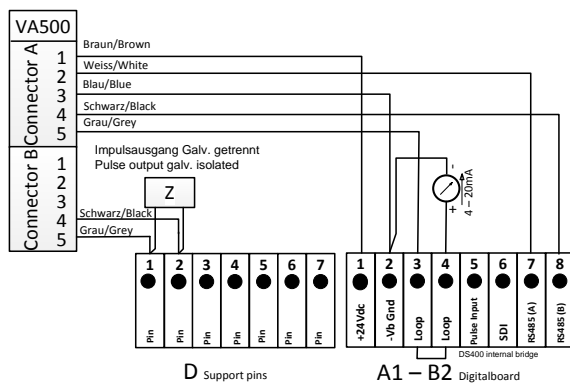 VA500
Connector A
1
2
3
4
5
Braun/Brown
Weiss/White
Blau/Blue
Schwarz/Black
Grau/Grey
Connector B
1
2
3
4
5
Schwarz/Black
Grau/Grey
Impulsausgang Galv. getrennt
Pulse output galv. isolated
Z
-
+
4 – 20mA
1 2 3 4 5 6 7
Pin Pin Pin Pin Pin Pin Pin
D Support pins
1 2 3 4 5 6 7 8
+24Vdc
-Vb Gnd
Loop
Loop
Pulse Input
SDI
RS485 (A)
RS485 (B)
DS400 internal bridge
A1 – B2 Digitalboard